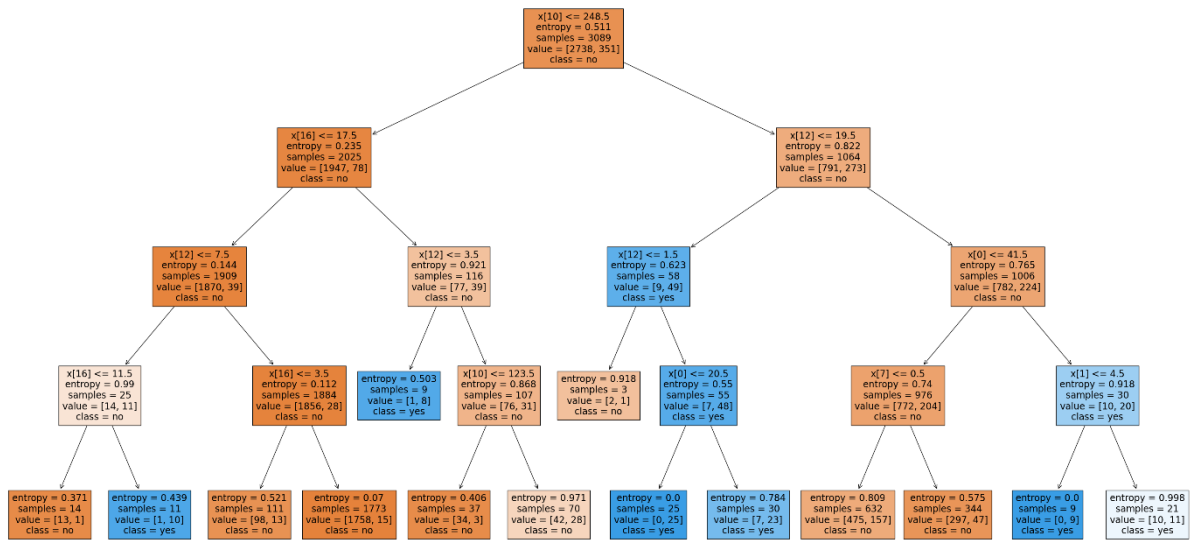 x[10] <= 248.5
entropy = 0.511
samples = 3089
value = [2738, 351]
class = no
x[16] <= 17.5
entropy = 0.235
samples = 2025
value = [1947, 78]
class = no
x[12] <= 19.5
entropy = 0.822
samples = 1064
value = [791, 273]
class = no
x[12] <= 7.5
entropy = 0.144
samples = 1909
value = [1870, 39]
class = no
x[12] <= 3.5
entropy = 0.921
samples = 116
value = [77, 39]
class = no
x[12] <= 1.5
entropy = 0.623
samples = 58
value = [9, 49]
class = yes
x[0] <= 41.5
entropy = 0.765
samples = 1006
value = [782, 224]
class = no
x[16] <= 11.5
entropy = 0.99
samples = 25
value = [14, 11]
class = no
x[16] <= 3.5
entropy = 0.112
samples = 1884
value = [1856, 28]
class = no
entropy = 0.503
samples = 9
value = [1, 8]
class = yes
x[10] <= 123.5
entropy = 0.868
samples = 107
value = [76, 31]
class = no
entropy = 0.918
samples = 3
value = [2, 1]
class = no
x[0] <= 20.5
entropy = 0.55
samples = 55
value = [7, 48]
class = yes
x[7] <= 0.5
entropy = 0.74
samples = 976
value = [772, 204]
class = no
x[1] <= 4.5
entropy = 0.918
samples = 30
value = [10, 20]
class = yes
entropy = 0.371
samples = 14
value = [13, 1]
class = no
entropy = 0.439
samples = 11
value = [1, 10]
class = yes
entropy = 0.521
samples = 111
value = [98, 13]
class = no
entropy = 0.07
samples = 1773
value = [1758, 15]
class = no
entropy = 0.406
samples = 37
value = [34, 3]
class = no
entropy = 0.971
samples = 70
value = [42, 28]
class = no
entropy = 0.0
samples = 25
value = [0, 25]
class = yes
entropy = 0.784
samples = 30
value = [7, 23]
class = yes
entropy = 0.809
samples = 632
value = [475, 157]
class = no
entropy = 0.575
samples = 344
value = [297, 47]
class = no
entropy = 0.0
samples = 9
value = [0, 9]
class = yes
entropy = 0.998
samples = 21
value = [10, 11]
class = yes